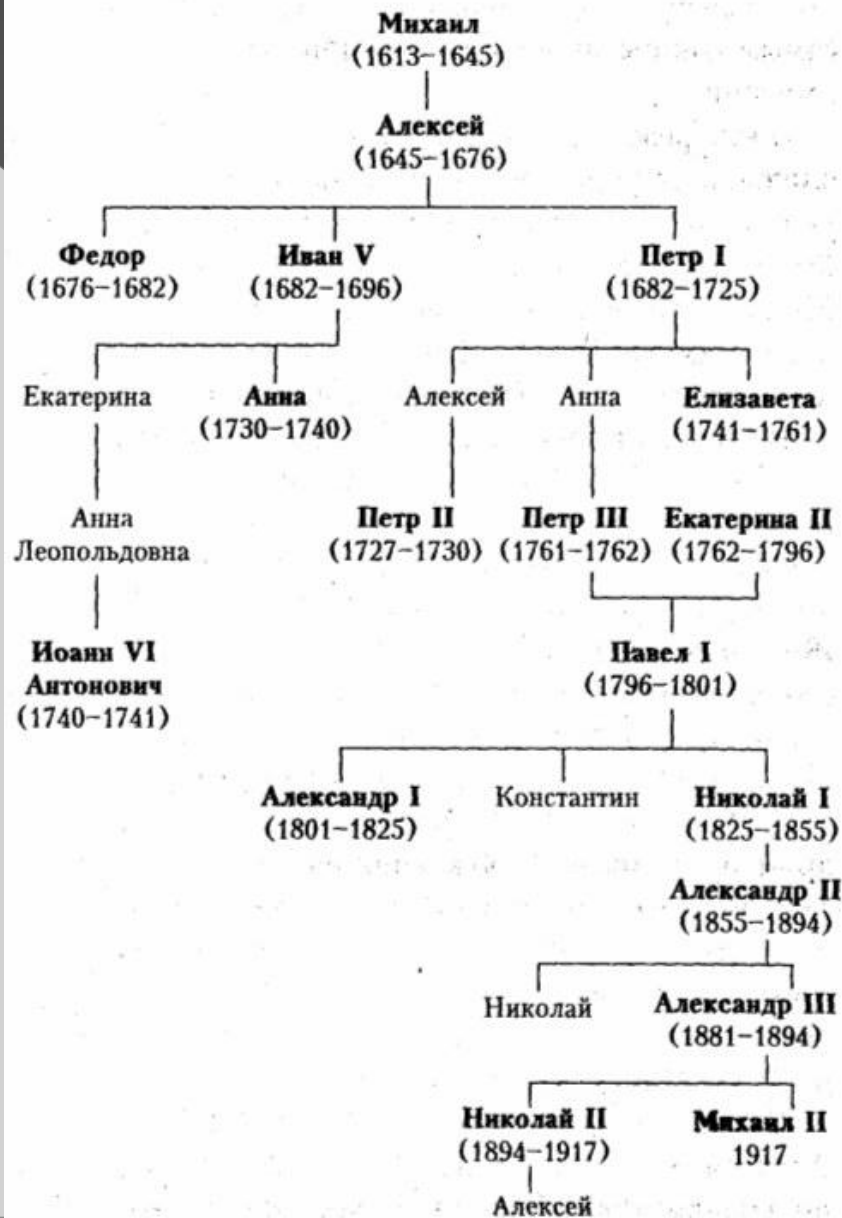 Михаил
(1613–1645)
Алексей
(1645–1676)
Федор Иван V Петр I
(1676–1682) (1682–1696) (1682–1725)
Екатерина Анна Алексей Анна Елизавета
(1730–1740) (1741–1761)
Анна Петр II Петр III Екатерина II
Леопольдовна (1727–1730) (1761–1762) (1762–1796)
Иоанн VI Павел I
Антонович (1796–1801)
(1740–1741)
Александр I Константин Николай I
(1801–1825) (1825–1855)
Александр II
(1855–1894)
Николай Александр III
(1881–1894)
Николай II Михаил II
(1894–1917) 1917
Алексей